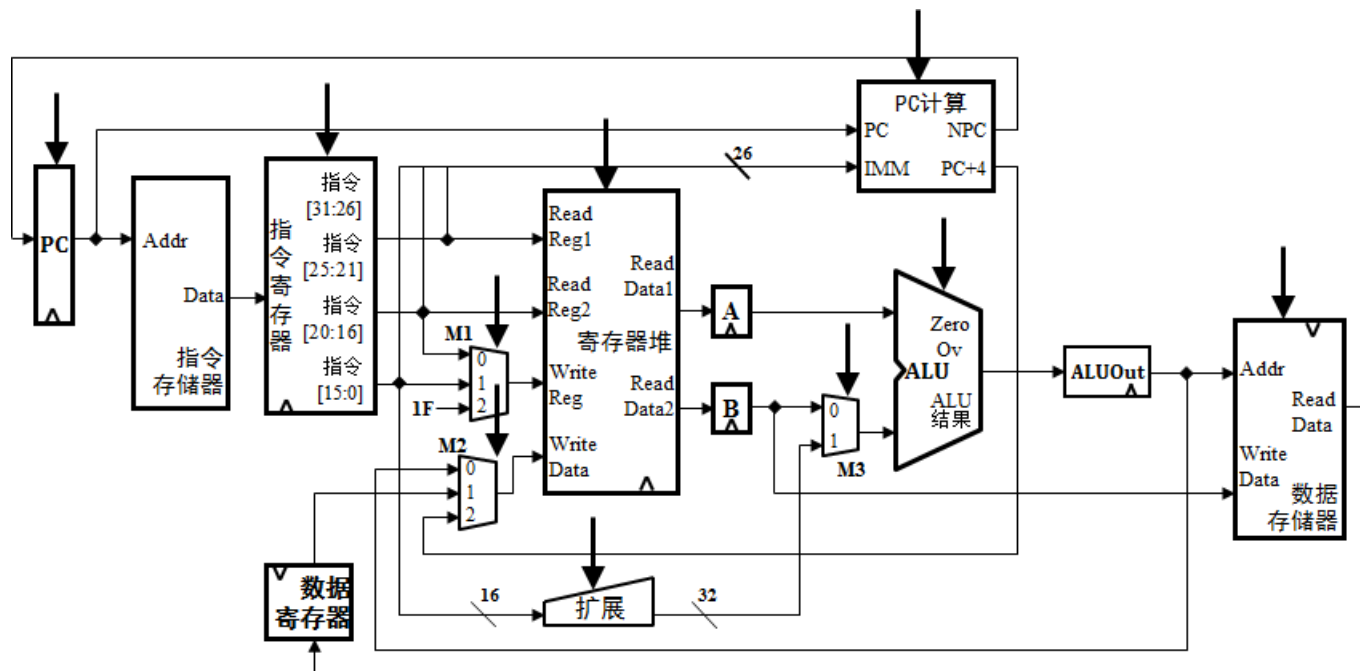 PC计算
PC
NPC
IMM
PC+4
26
PC
Addr
Data
指令
存储器
指令寄存器
指令
[31:26]
指令
[25:21]
指令
[20:16]
指令
[15:0]
M1
0
1
2
1F
M2
0
1
2
Read
Reg1
Read
Reg2
Write
Reg
Write
Data
Read
Data1
寄存器堆
Read
Data2
A
B
0
1
M3
Zero
Ov
ALU
ALU
结果
ALUOut
Addr
Read
Data
Write
Data
数据
存储器
数据
寄存器
16
扩展
32